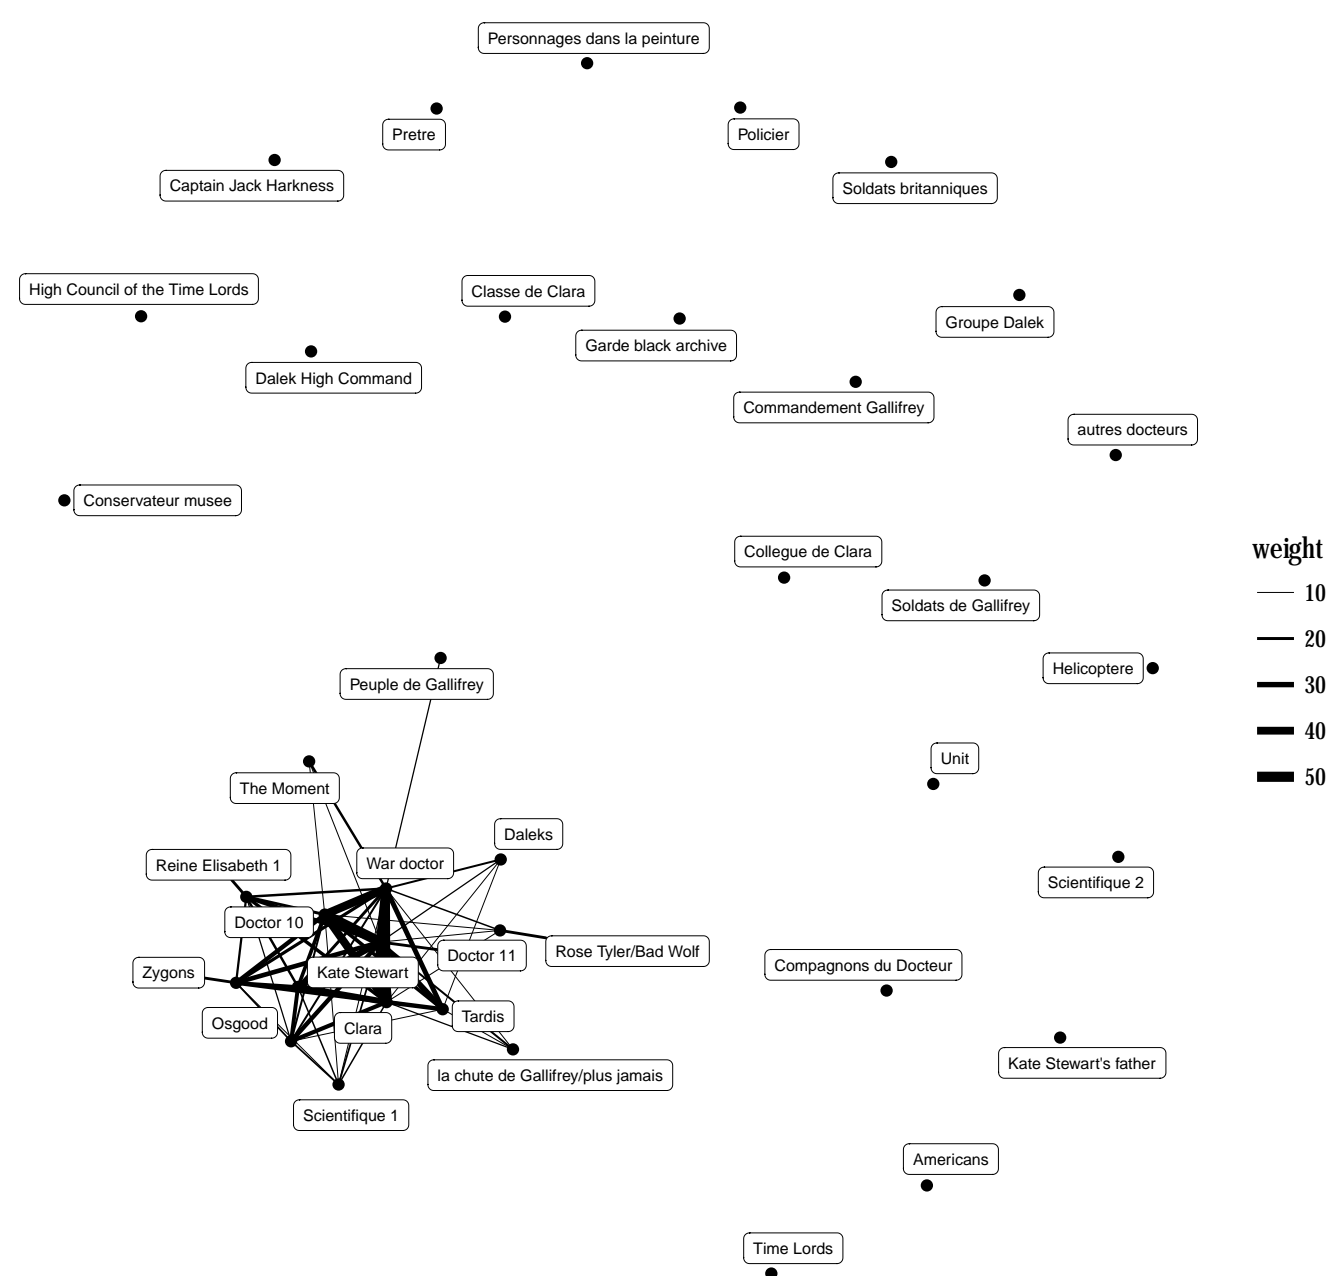 Personnages dans la peinture
Pretre
Policier
Captain Jack Harkness
Soldats britanniques
High Council of the Time Lords
Classe de Clara
Garde black archive
Groupe Dalek
Dalek High Command
Commandement Gallifrey
autres docteurs
Conservateur musee
Collegue de Clara
weight
10
20
30
40
50
Soldats de Gallifrey
Helicoptere
Peuple de Gallifrey
Unit
The Moment
Daleks
War doctor
Reine Elisabeth 1
Scientifique 2
Doctor 10
Doctor 11
Rose Tyler/Bad Wolf
Compagnons du Docteur
Zygons
Kate Stewart
Osgood
Clara
Tardis
Kate Stewart's father
la chute de Gallifrey/plus jamais
Scientifique 1
Americans
Time Lords